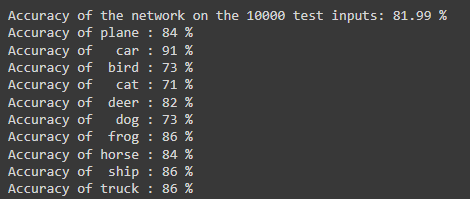 Accuracy of the network on the 10000 test inputs: 81.99 %
Accuracy of plane : 84 %
Accuracy of   car : 91 %
Accuracy of  bird : 73 %
Accuracy of   cat : 71 %
Accuracy of  deer : 82 %
Accuracy of   dog : 73 %
Accuracy of  frog : 86 %
Accuracy of horse : 84 %
Accuracy of  ship : 86 %
Accuracy of truck : 86 %